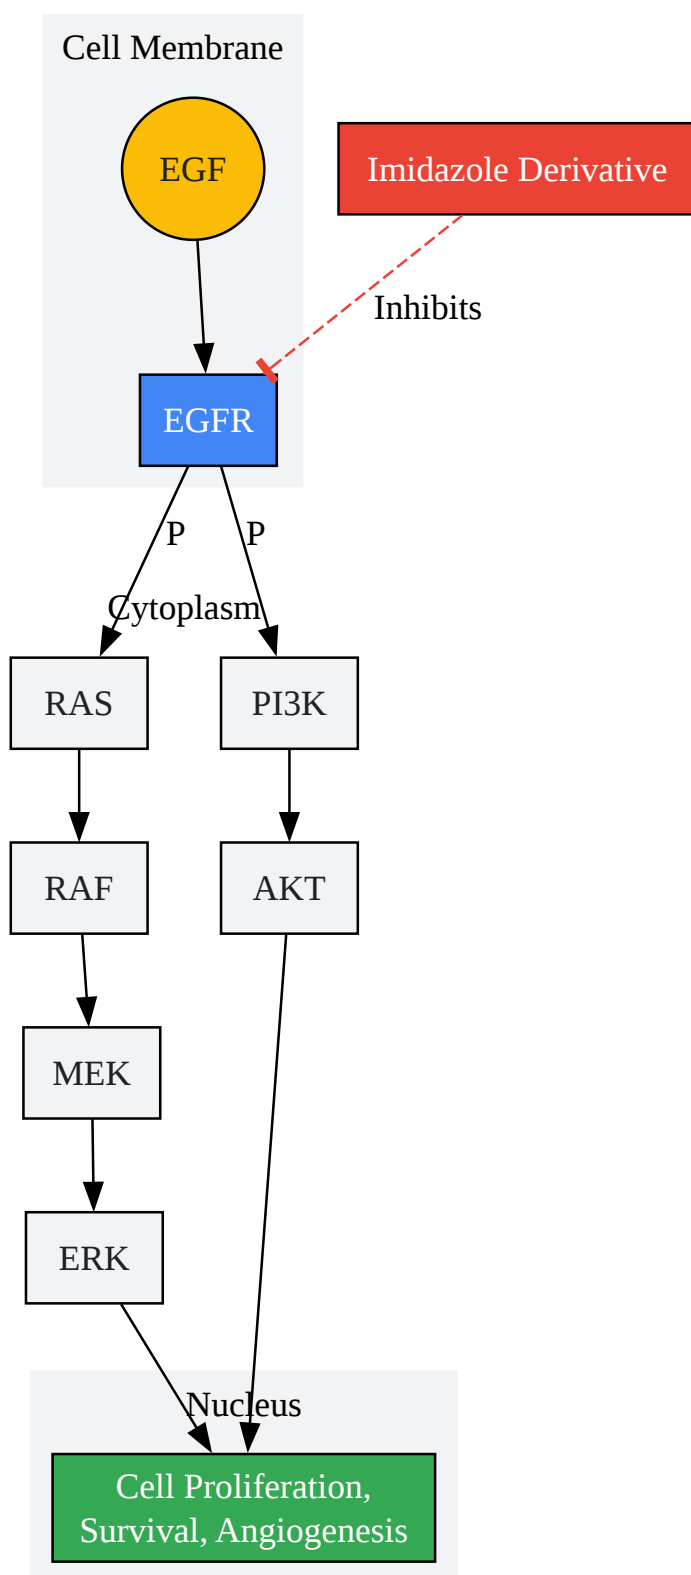 Cell Membrane
EGF
Imidazole Derivative
Inhibits
EGFR
P
P
Cytoplasm
RAS
PI3K
RAF
AKT
MEK
ERK
Nucleus
Cell Proliferation,
Survival, Angiogenesis